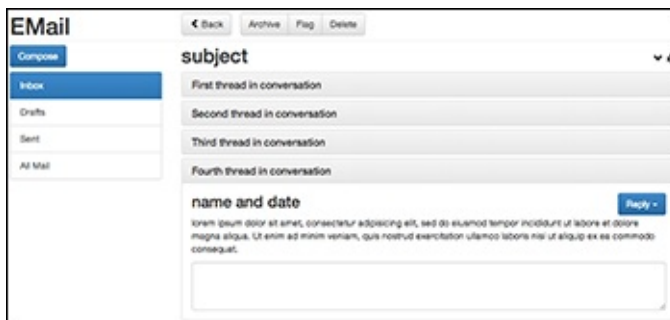 EMail
Back Archive Flag Delete
Compose
subject
Inbox
Drafts
Sent
All Mail
First thread in conversation
Second thread in conversation
Third thread in conversation
Fourth thread in conversation
name and date
Reply
lorem ipsum dolor sit amet, consectetur adipisicing elit, sed do eiusmod tempor incididunt ut labore et dolore
magna aliqua. Ut enim ad minim veniam, quis nostrud exercitation ullamco laboris nisi ut aliquip ex ea commodo
consequat.